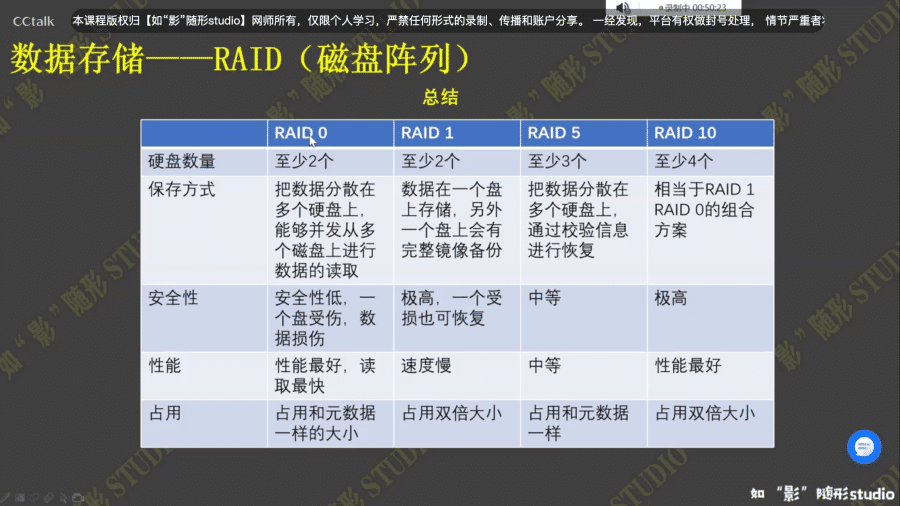 CCtalk
本课程版权归【如“影”随形studio】网师所有，仅限个人学习，严禁任何形式的录制、传播和账户分享。 一经发现，平台有权做封号处理， 情节严重者
录制中 00:50:23
数据存储——RAID（磁盘阵列）
总结
RAID 0 RAID 1 RAID 5 RAID 10
硬盘数量 至少2个 至少2个 至少3个 至少4个
保存方式
把数据分散在
多个硬盘上，
能够并发从多
个磁盘上进行
数据的读取
数据在一个盘
上存储，另外
一个盘上会有
完整镜像备份
把数据分散在
多个硬盘上，
通过校验信息
进行恢复
相当于RAID 1
RAID 0的组合
方案
安全性
安全性低，一
个盘受伤，数
据损伤
极高，一个受
损也可恢复
中等
极高
性能
性能最好，读
取最快
速度慢
中等
性能最好
占用
占用和元数据
一样的大小
占用双倍大小
占用和元数据
一样
占用双倍大小
如“影”随形studio